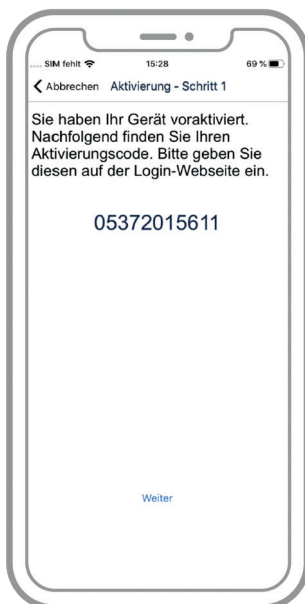 .... SIM fehlt 15:28 69 %
Abbrechen Aktivierung - Schritt 1
Sie haben Ihr Gerät voraktiviert.
Nachfolgend finden Sie Ihren
Aktivierungscode. Bitte geben Sie
diesen auf der Login-Webseite ein.
05372015611
Weiter